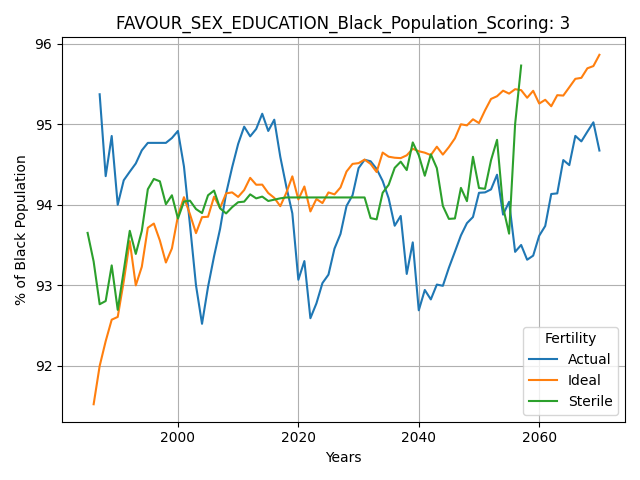 FAVOUR_SEX_EDUCATION_Black_Population_Scoring: 3
% of Black Population
96
95
94
93
92
2000 2020 2040 2060
Years
Fertility
Actual
Ideal
Sterile